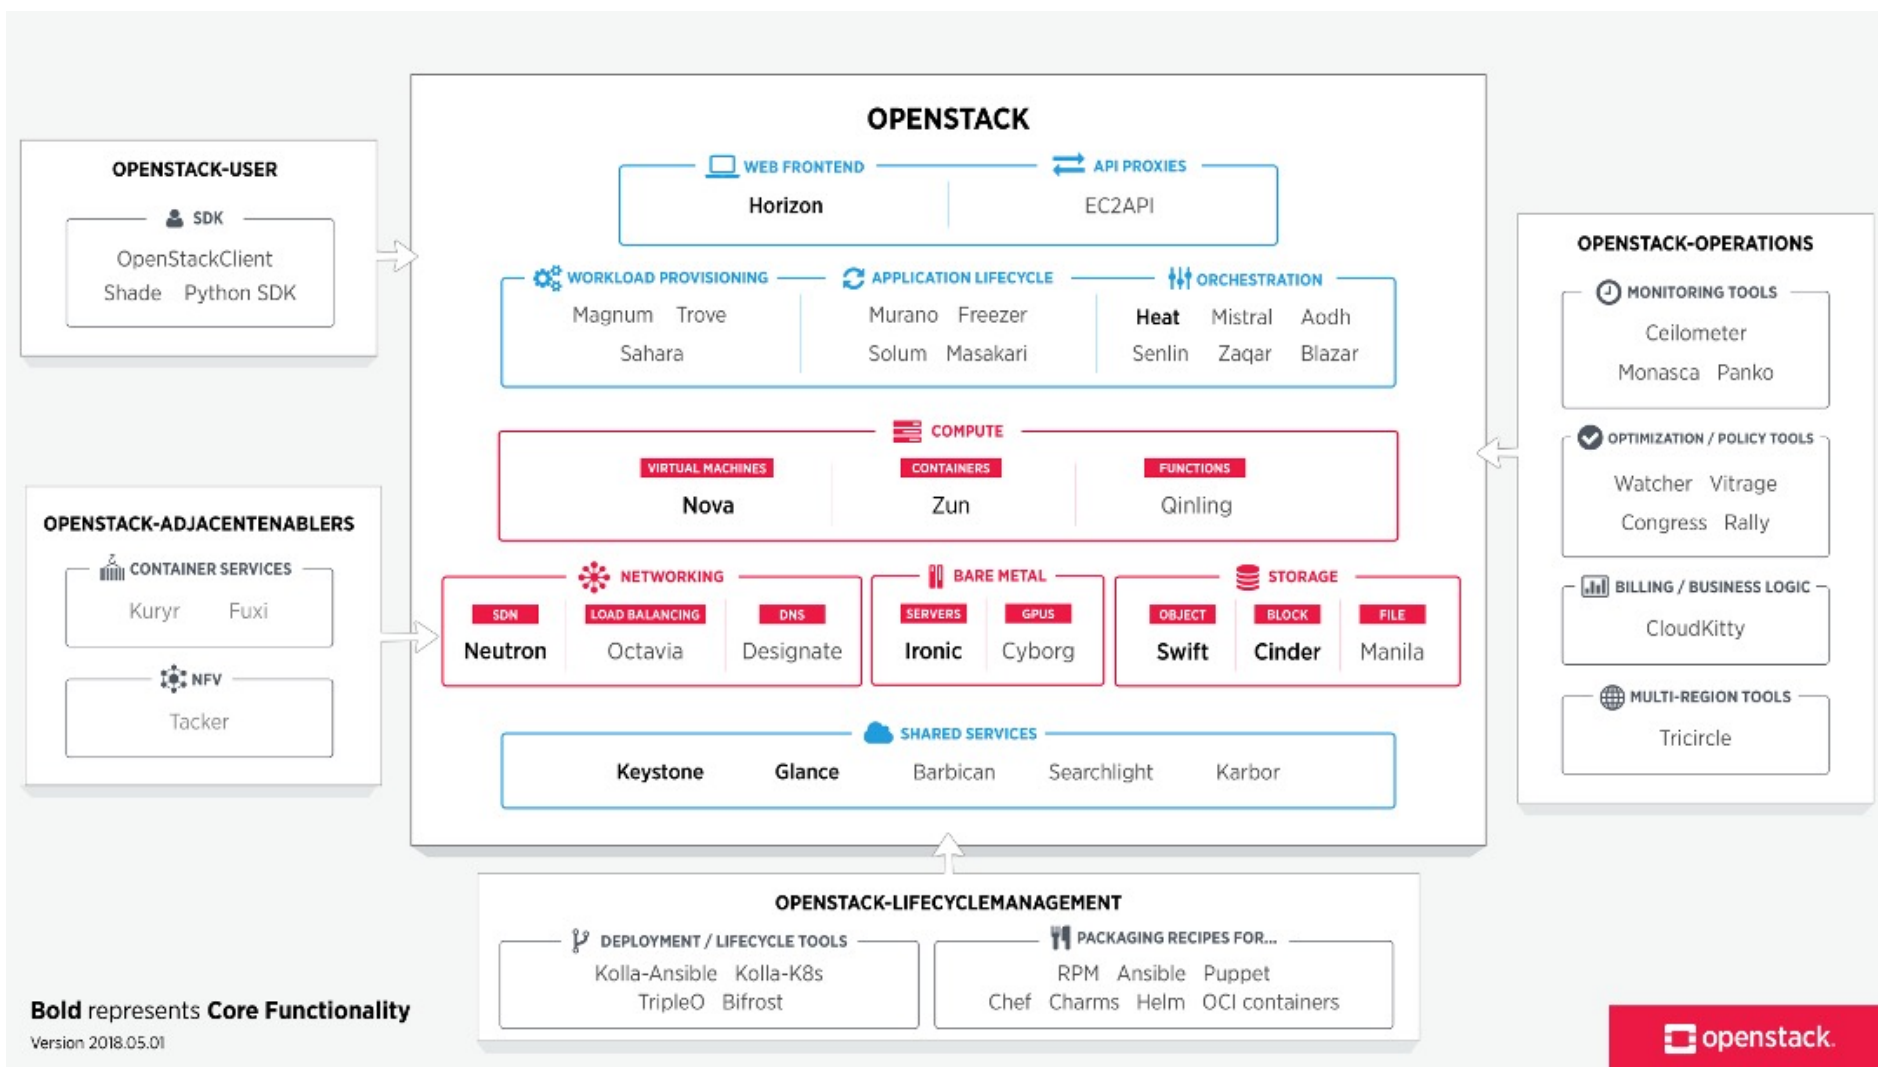 OPENSTACK
WEB FRONTEND
Horizon
API PROXIES
EC2API
WORKLOAD PROVISIONING
Magnum Trove
Sahara
APPLICATION LIFECYCLE
Murano Freezer
Solum Masakari
ORCHESTRATION
Heat Mistral Aodh
Senlin Zaqar Blazar
COMPUTE
VIRTUAL MACHINES
Nova
CONTAINERS
Zun
FUNCTIONS
Qinling
NETWORKING
SDN
Neutron
LOAD BALANCING
Octavia
DNS
Designate
BARE METAL
SERVERS
Ironic
GPUS
Cyborg
STORAGE
OBJECT
Swift
BLOCK
Cinder
FILE
Manila
SHARED SERVICES
Keystone Glance Barbican Searchlight Karbor
OPENSTACK-USER
SDK
OpenStackClient
Shade Python SDK
OPENSTACK-ADJACENTENABLERS
CONTAINER SERVICES
Kuryr Fuxi
NFV
Tacker
OPENSTACK-OPERATIONS
MONITORING TOOLS
Ceilometer
Monasca Panko
OPTIMIZATION / POLICY TOOLS
Watcher Vitrage
Congress Rally
BILLING / BUSINESS LOGIC
CloudKitty
MULTI-REGION TOOLS
Tricircle
OPENSTACK-LIFECYCLEMANAGEMENT
DEPLOYMENT / LIFECYCLE TOOLS
Kolla-Ansible Kolla-K8s
TripleO Bifrost
PACKAGING RECIPES FOR...
RPM Ansible Puppet
Chef Charms Helm OCI containers
Bold represents Core Functionality
Version 2018.05.01
openstack.